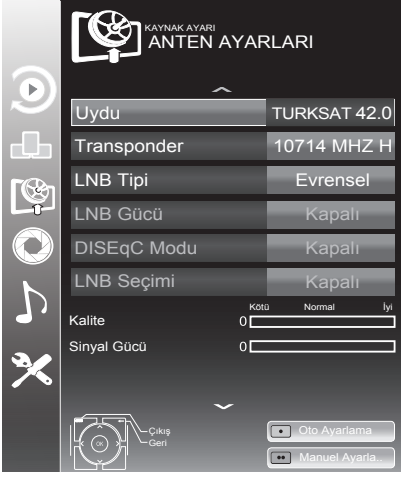 KAYNAK AYARI
ANTEN AYARLARI
Uydu TURKSAT 42.0
Transponder 10714 MHZ H
LNB Tipi Evrensel
LNB Gücü Kapalı
DISEqC Modu Kapalı
LNB Seçimi Kapalı
Kötü Normal İyi
Kalite 0
Sinyal Gücü 0
Çıkış
Geri
OK
Oto Ayarlama
Manuel Ayarla..